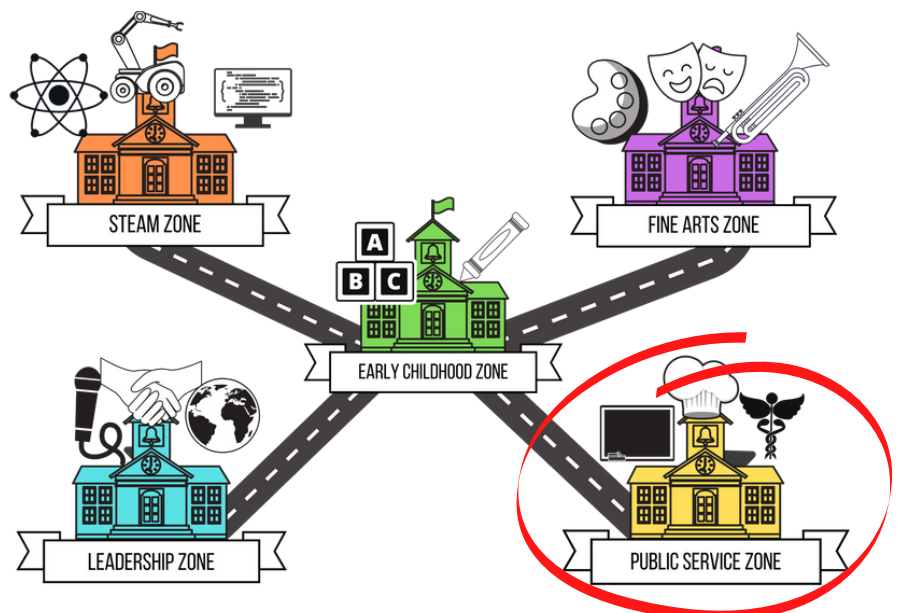 STEAM ZONE
FINE ARTS ZONE
A
B C
EARLY CHILDHOOD ZONE
LEADERSHIP ZONE
PUBLIC SERVICE ZONE